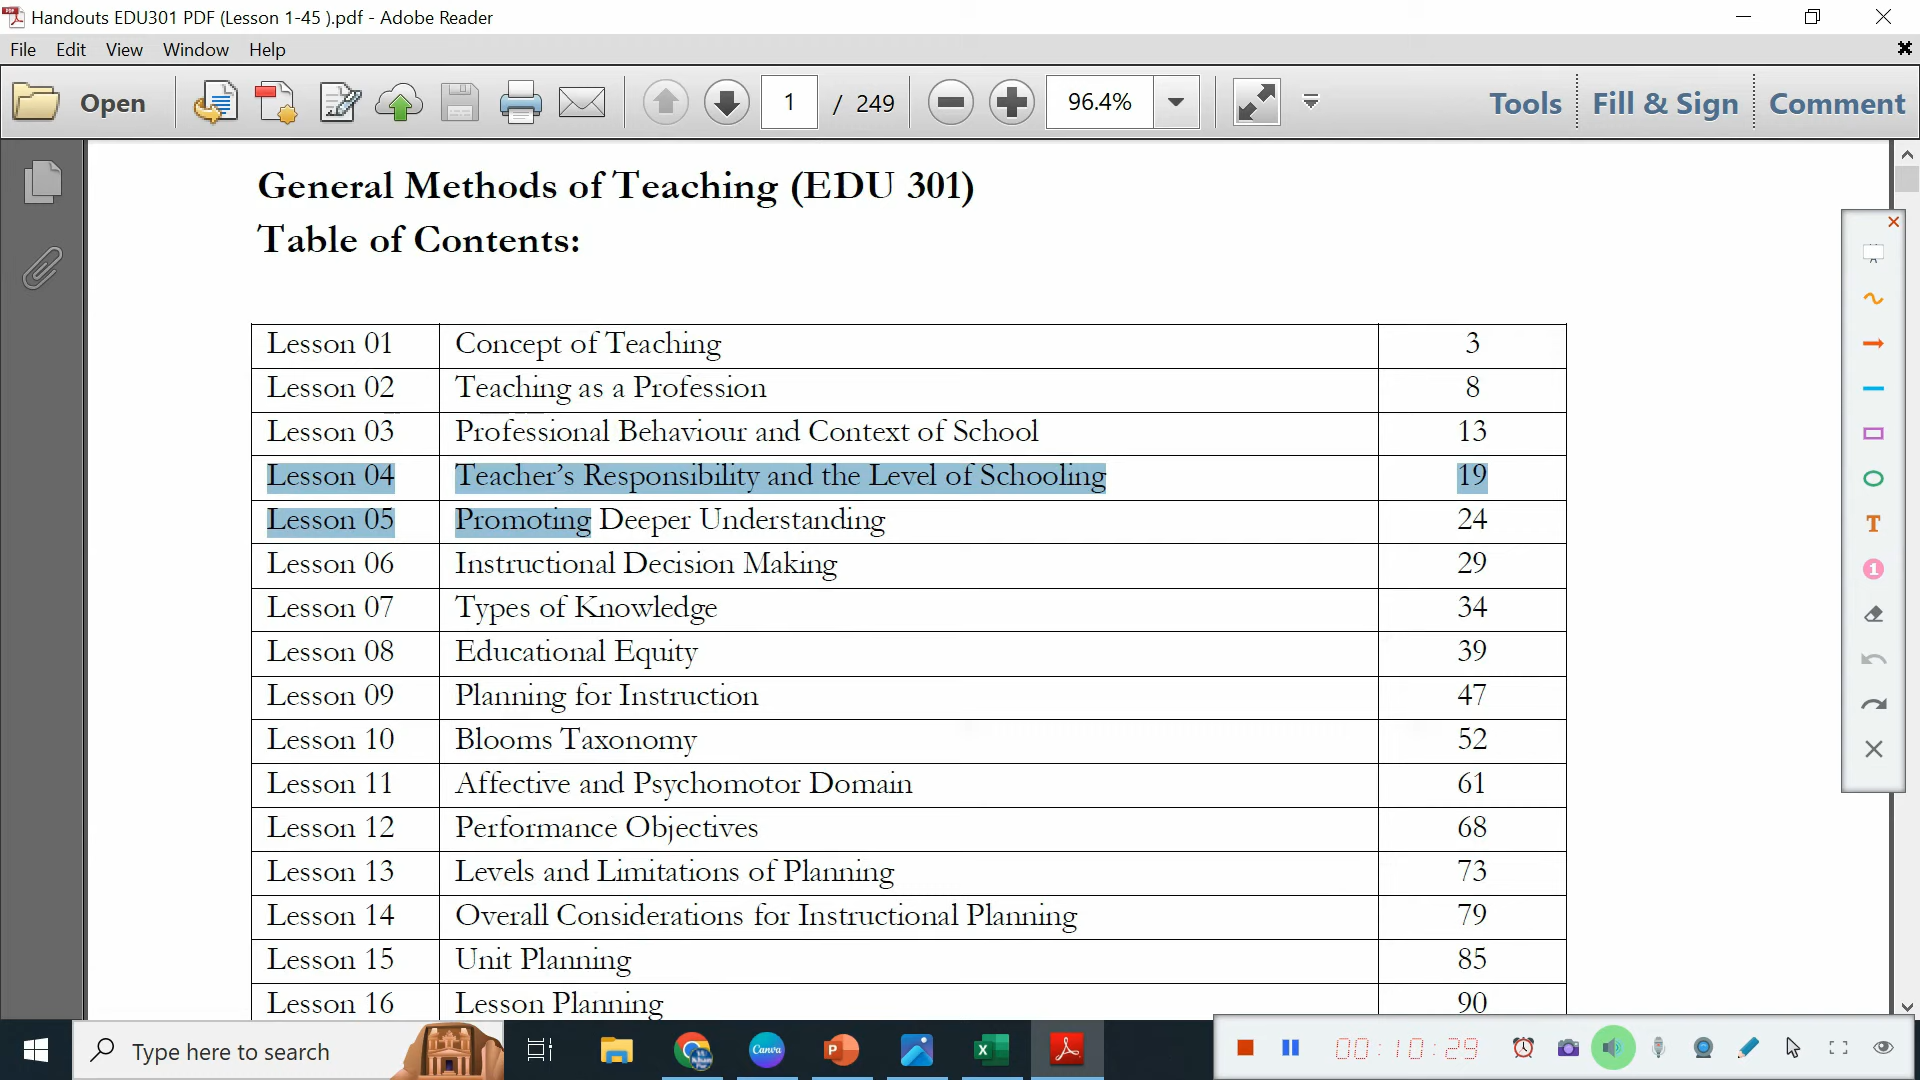 Handouts EDU301 PDF (Lesson 1-45 ).pdf - Adobe Reader
File Edit View Window Help
Open 1 / 249 96.4% Tools Fill & Sign Comment
General Methods of Teaching (EDU 301)
Table of Contents:
Lesson 01 Concept of Teaching 3
Lesson 02 Teaching as a Profession 8
Lesson 03 Professional Behaviour and Context of School 13
Lesson 04 Teacher's Responsibility and the Level of Schooling 19
Lesson 05 Promoting Deeper Understanding 24
Lesson 06 Instructional Decision Making 29
Lesson 07 Types of Knowledge 34
Lesson 08 Educational Equity 39
Lesson 09 Planning for Instruction 47
Lesson 10 Blooms Taxonomy 52
Lesson 11 Affective and Psychomotor Domain 61
Lesson 12 Performance Objectives 68
Lesson 13 Levels and Limitations of Planning 73
Lesson 14 Overall Considerations for Instructional Planning 79
Lesson 15 Unit Planning 85
Lesson 16 Lesson Planning 90
T
1
Type here to search
Canva
P
X
00:10:29